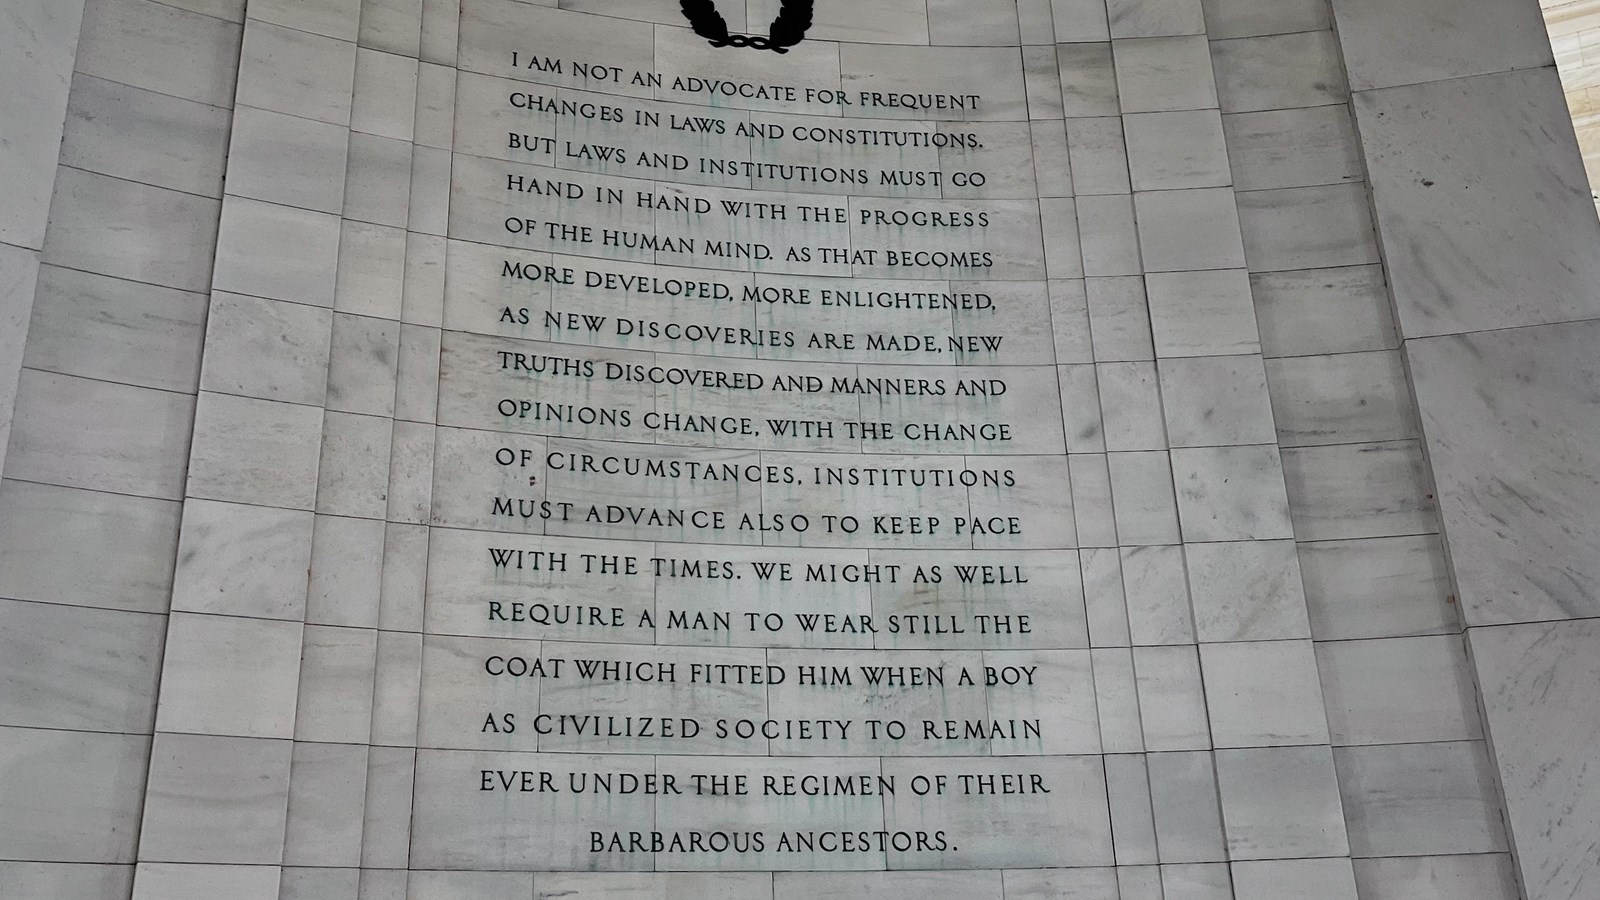 I AM NOT AN ADVOCATE FOR FREQUENT
CHANGES IN LAWS AND CONSTITUTIONS.
BUT LAWS AND INSTITUTIONS MUST GO
HAND IN HAND WITH THE PROGRESS
OF THE HUMAN MIND. AS THAT BECOMES
MORE DEVELOPED, MORE ENLIGHTENED,
AS NEW DISCOVERIES ARE MADE, NEW
TRUTHS DISCOVERED AND MANNERS AND
OPINIONS CHANGE, WITH THE CHANGE
OF CIRCUMSTANCES, INSTITUTIONS
MUST ADVANCE ALSO TO KEEP PACE
WITH THE TIMES. WE MIGHT AS WELL
REQUIRE A MAN TO WEAR STILL THE
COAT WHICH FITTED HIM WHEN A BOY
AS CIVILIZED SOCIETY TO REMAIN
EVER UNDER THE REGIMEN OF THEIR
BARBAROUS ANCESTORS.